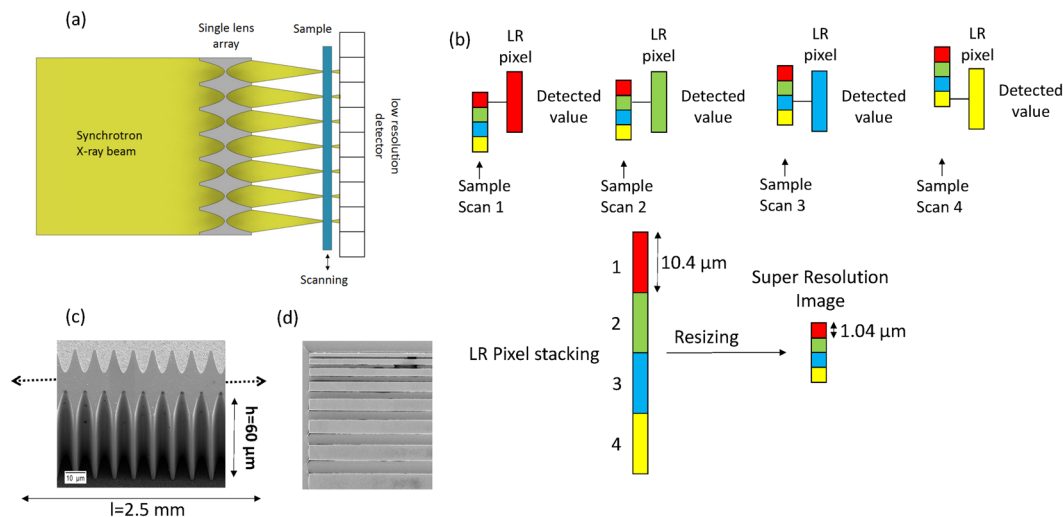 (a)
Single lens
array
Sample
Synchrotron
X-ray beam
low resolution
detector
Scanning
(b)
LR
pixel
Detected
value
Sample
Scan 1
LR
pixel
Detected
value
Sample
Scan 2
LR
pixel
Detected
value
Sample
Scan 3
LR
pixel
Detected
value
Sample
Scan 4
1
2
3
4
10.4 µm
LR Pixel stacking
Resizing
Super Resolution
Image
1.04 µm
(c)
h=60 µm
10 µm
l=2.5 mm
(d)